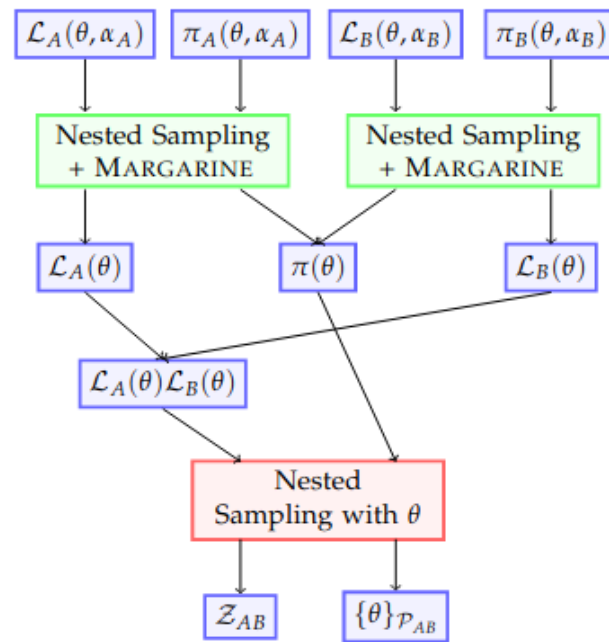 ℒ_A(θ, α_A) π_A(θ, α_A) ℒ_B(θ, α_B) π_B(θ, α_B)
Nested Sampling
+ MARGARINE
Nested Sampling
+ MARGARINE
ℒ_A(θ) π(θ) ℒ_B(θ)
ℒ_A(θ)ℒ_B(θ)
Nested
Sampling with θ
𝒵_AB {θ}_𝒫_AB